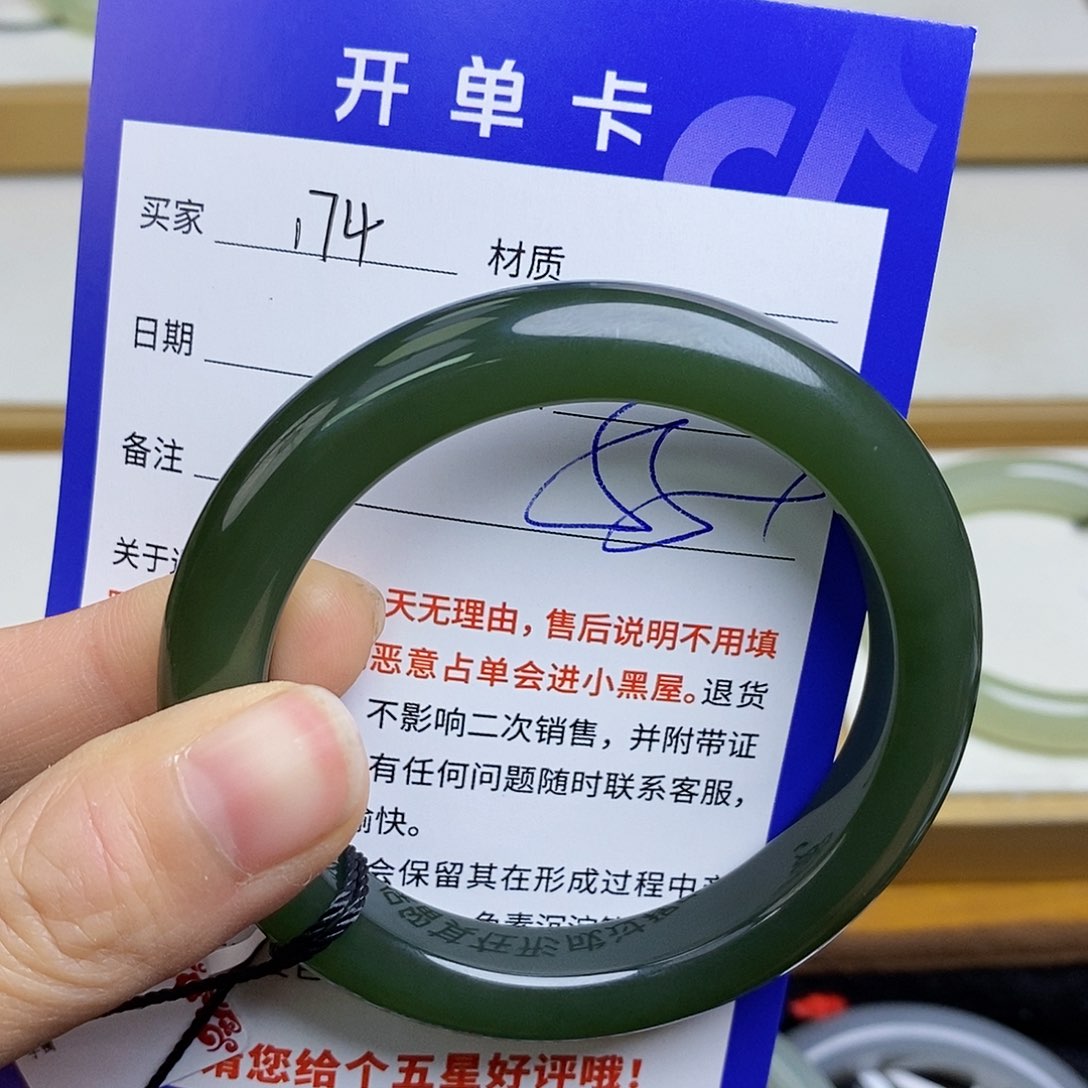 开单卡
买家 174 材质
日期
备注
关于
天无理由，售后说明不用填
恶意占单会进小黑屋。退货
不影响二次销售，并附带证
有任何问题随时联系客服，
愉快。
会保留其在形成过程中
色素沉淀
请您给个五星好评哦！